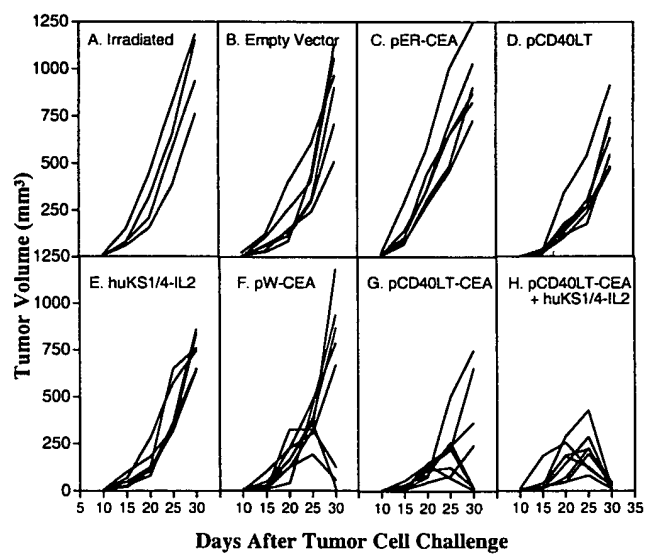 Tumor Volume (mm³)
1250
1000
750
500
250
A. Irradiated
B. Empty Vector
C. pER-CEA
D. pCD40LT
1250
1000
750
500
250
0
E. huKS1/4-IL2
F. pW-CEA
G. pCD40LT-CEA
H. pCD40LT-CEA
+ huKS1/4-IL2
5 10 15 20 25 30 10 15 20 25 30 10 15 20 25 30 10 15 20 25 30 35
Days After Tumor Cell Challenge